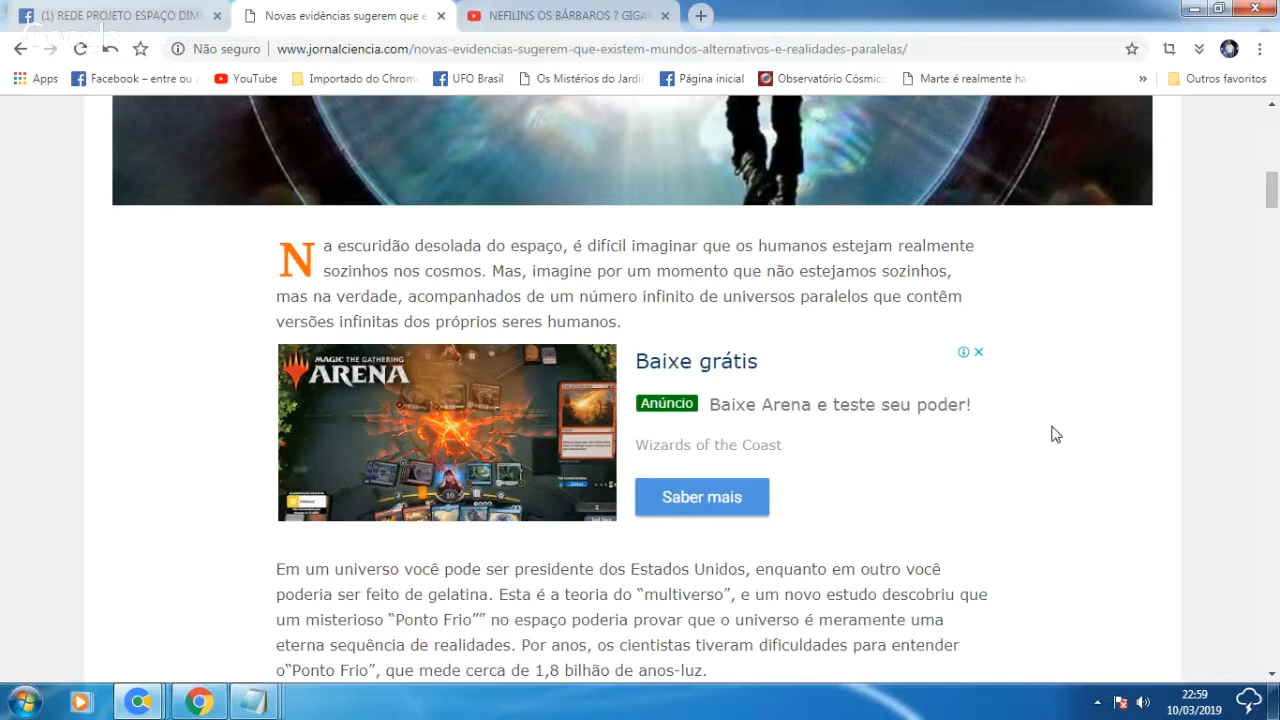 (1) REDE PROJETO ESPAÇO DIME
Novas evidências sugerem que e
NEFILINS OS BÁRBAROS ? GIGA
Não seguro
www.jornalciencia.com/novas-evidencias-sugerem-que-existem-mundos-alternativos-e-realidades-paralelas/
Apps
Facebook – entre ou
YouTube
Importado do Chrom
UFO Brasil
Os Mistérios do Jardir
Página inicial
Observatório Cósmic
Marte é realmente ha
»
Outros favoritos
Na escuridão desolada do espaço, é difícil imaginar que os humanos estejam realmente
sozinhos nos cosmos. Mas, imagine por um momento que não estejamos sozinhos,
mas na verdade, acompanhados de um número infinito de universos paralelos que contêm
versões infinitas dos próprios seres humanos.
MAGIC THE GATHERING
ARENA
Baixe grátis
Anúncio Baixe Arena e teste seu poder!
Wizards of the Coast
Saber mais
Em um universo você pode ser presidente dos Estados Unidos, enquanto em outro você
poderia ser feito de gelatina. Esta é a teoria do “multiverso”, e um novo estudo descobriu que
um misterioso “Ponto Frio”” no espaço poderia provar que o universo é meramente uma
eterna sequência de realidades. Por anos, os cientistas tiveram dificuldades para entender
o“Ponto Frio”, que mede cerca de 1,8 bilhão de anos-luz.
22:59
10/03/2019